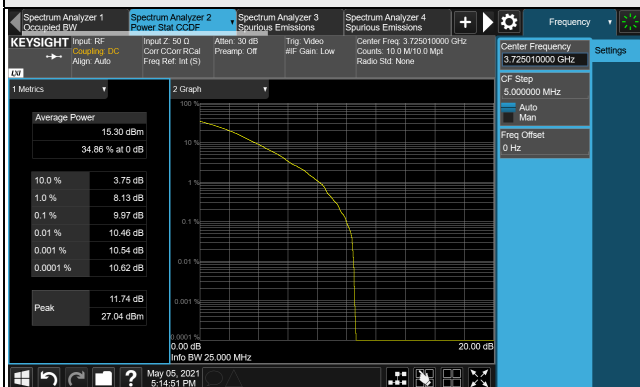 Spectrum Analyzer 1
Occupied BW
Spectrum Analyzer 2
Power Stat CCDF
Spectrum Analyzer 3
Spurious Emissions
Spectrum Analyzer 4
Spurious Emissions
Frequency
KEYSIGHT
Input: RF
Coupling: DC
Align: Auto
Input Z: 50 Ω
Corr CCorr RCal
Freq Ref: Int (S)
Atten: 30 dB
Preamp: Off
Trig: Video
#IF Gain: Low
Center Freq: 3.725010000 GHz
Counts: 10.0 M/10.0 Mpt
Radio Std: None
LXI
Center Frequency
3.725010000 GHz
Settings
CF Step
5.000000 MHz
Auto
Man
Freq Offset
0 Hz
1 Metrics
Average Power
15.30 dBm
34.86 % at 0 dB
10.0 % 3.75 dB
1.0 % 8.13 dB
0.1 % 9.97 dB
0.01 % 10.46 dB
0.001 % 10.54 dB
0.0001 % 10.62 dB
Peak
11.74 dB
27.04 dBm
2 Graph
100 %
10 %
1 %
0.1 %
0.01 %
0.001 %
0.0001 %
0.00 dB
20.00 dB
Info BW 25.000 MHz
May 05, 2021
5:14:51 PM